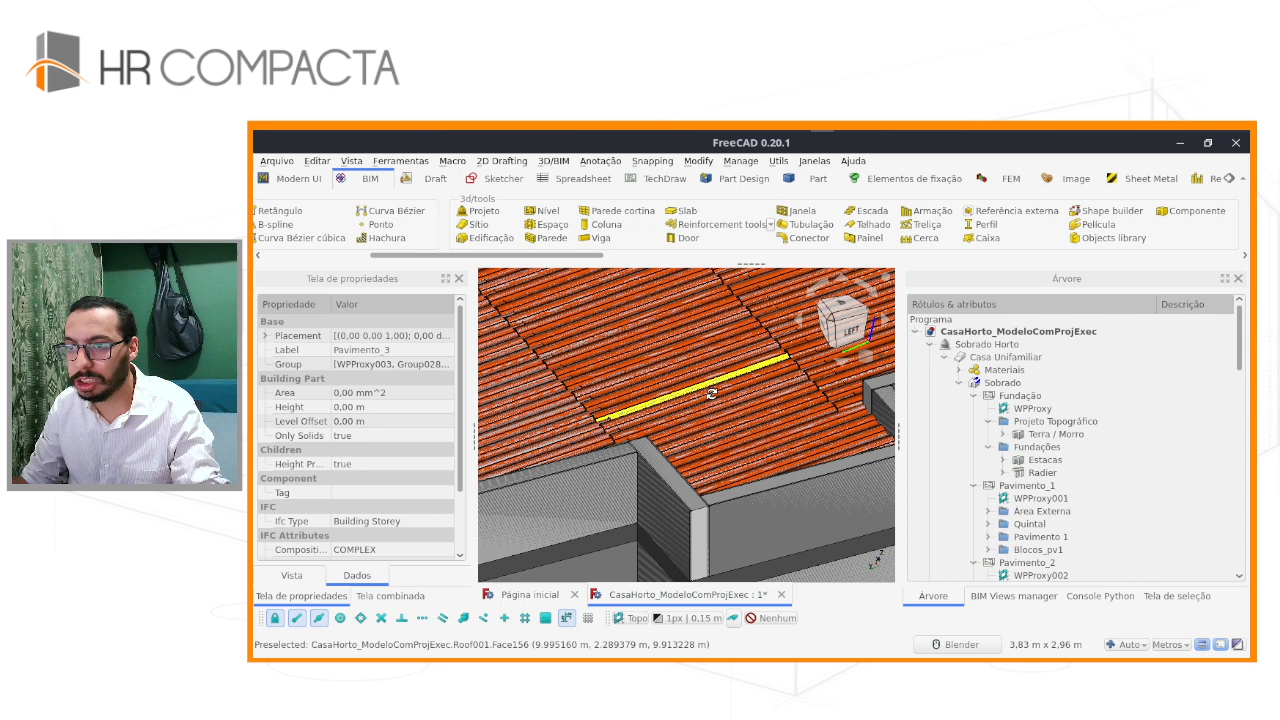 HR COMPACTA
FreeCAD 0.20.1
Arquivo Editar Vista Ferramentas Macro 2D Drafting 3D/BIM Anotação Snapping Modify Manage Utils Janelas Ajuda
Modern UI BIM Draft Sketcher Spreadsheet TechDraw Part Design Part Elementos de fixação FEM Image Sheet Metal Re
3d/tools
Retângulo Curva Bézier Projeto Nível Parede cortina Slab Janela Escada Armação Referência externa Shape builder Componente
B-spline Ponto Sítio Espaço Coluna Reinforcement tools Tubulação Telhado Treliça Perfil Película
Curva Bézier cúbica Hachura Edificação Parede Viga Door Conector Painel Cerca Caixa Objects library
Tela de propriedades
Propriedade Valor
Base
Placement [(0,00 0,00 1,00); 0,00 d...
Label Pavimento_3
Group [WPProxy003, Group028...
Building Part
Area 0,00 mm^2
Height 0,00 m
Level Offset 0,00 m
Only Solids true
Children
Height Pr... true
Component
Tag
IFC
Ifc Type Building Storey
IFC Attributes
Compositi... COMPLEX
Vista Dados
Tela de propriedades Tela combinada
LEFT
Página inicial CasaHorto_ModeloComProjExec : 1*
Árvore
Rótulos & atributos Descrição
Programa
CasaHorto_ModeloComProjExec
Sobrado Horto
Casa Unifamiliar
Materiais
Sobrado
Fundação
WPProxy
Projeto Topográfico
Terra / Morro
Fundações
Estacas
Radier
Pavimento_1
WPProxy001
Área Externa
Quintal
Pavimento 1
Blocos_pv1
Pavimento_2
WPProxy002
Árvore BIM Views manager Console Python Tela de seleção
Topo 1px | 0,15 m Nenhum
Preselected: CasaHorto_ModeloComProjExec.Roof001.Face156 (9.995160 m, 2.289379 m, 9.913228 m) Blender 3,83 m x 2,96 m Auto Metros